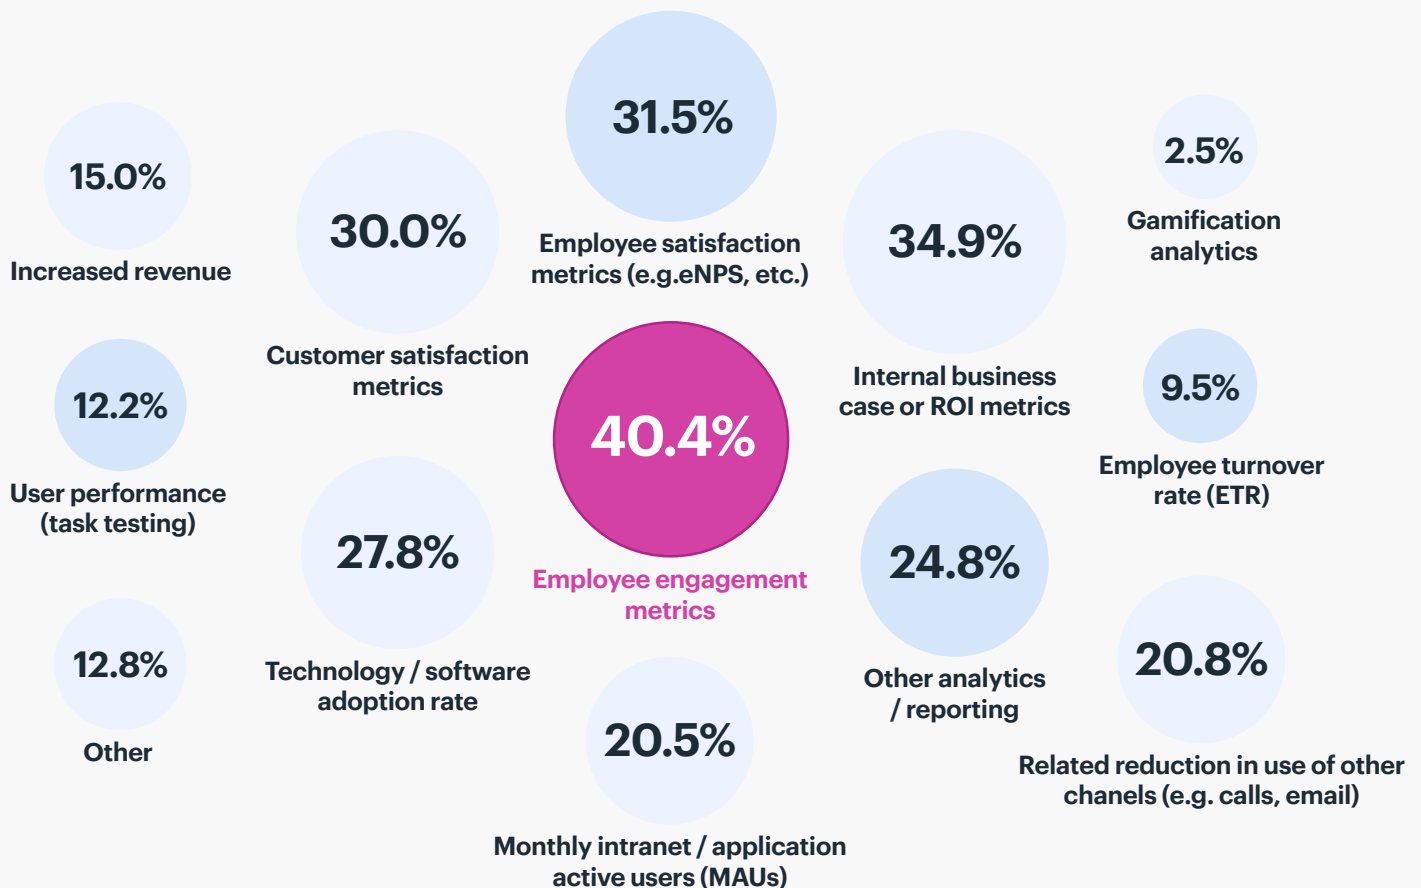 15.0%
Increased revenue
12.2%
User performance
(task testing)
12.8%
Other
30.0%
Customer satisfaction
metrics
27.8%
Technology / software
adoption rate
31.5%
Employee satisfaction
metrics (e.g.eNPS, etc.)
40.4%
Employee engagement
metrics
20.5%
Monthly intranet / application
active users (MAUs)
34.9%
Internal business
case or ROI metrics
24.8%
Other analytics
/ reporting
2.5%
Gamification
analytics
9.5%
Employee turnover
rate (ETR)
20.8%
Related reduction in use of other
chanels (e.g. calls, email)